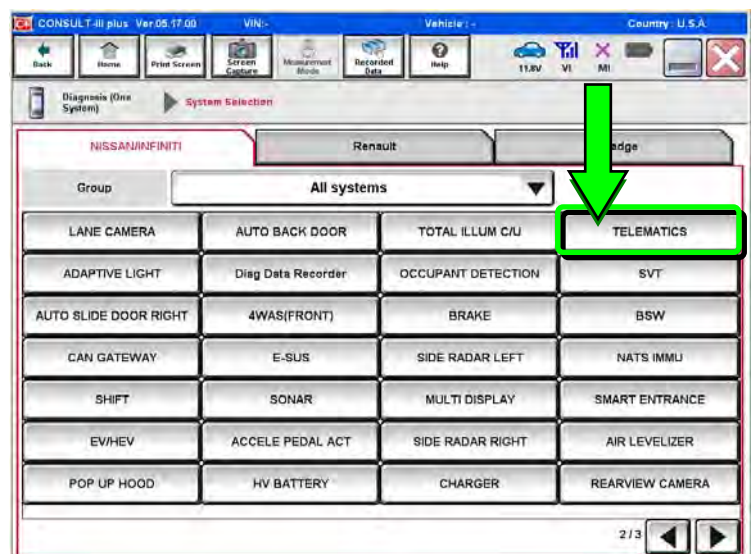 CONSULT-III plus Ver.05.17.00 VIN:- Vehicle : - Country : U.S.A.
Back Home Print Screen Screen Capture Measurement Mode Recorded Data Help 11.8V VI MI
Diagnosis (One System) System Selection
NISSAN/INFINITI Renault
Group All systems
LANE CAMERA AUTO BACK DOOR TOTAL ILLUM C/U TELEMATICS
ADAPTIVE LIGHT Diag Data Recorder OCCUPANT DETECTION SVT
AUTO SLIDE DOOR RIGHT 4WAS(FRONT) BRAKE BSW
CAN GATEWAY E-SUS SIDE RADAR LEFT NATS IMMU
SHIFT SONAR MULTI DISPLAY SMART ENTRANCE
EV/HEV ACCELE PEDAL ACT SIDE RADAR RIGHT AIR LEVELIZER
POP UP HOOD HV BATTERY CHARGER REARVIEW CAMERA
2/3